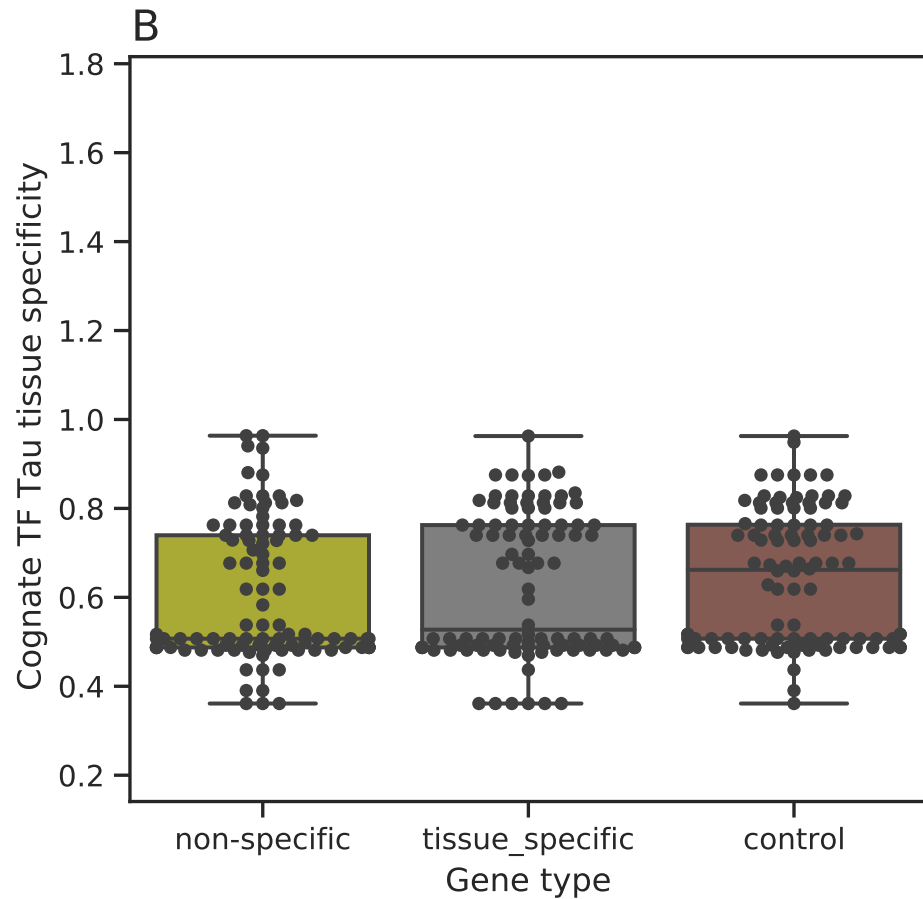 B
Cognate TF Tau tissue specificity
1.8
1.6
1.4
1.2
1.0
0.8
0.6
0.4
0.2
non-specific tissue_specific control
Gene type